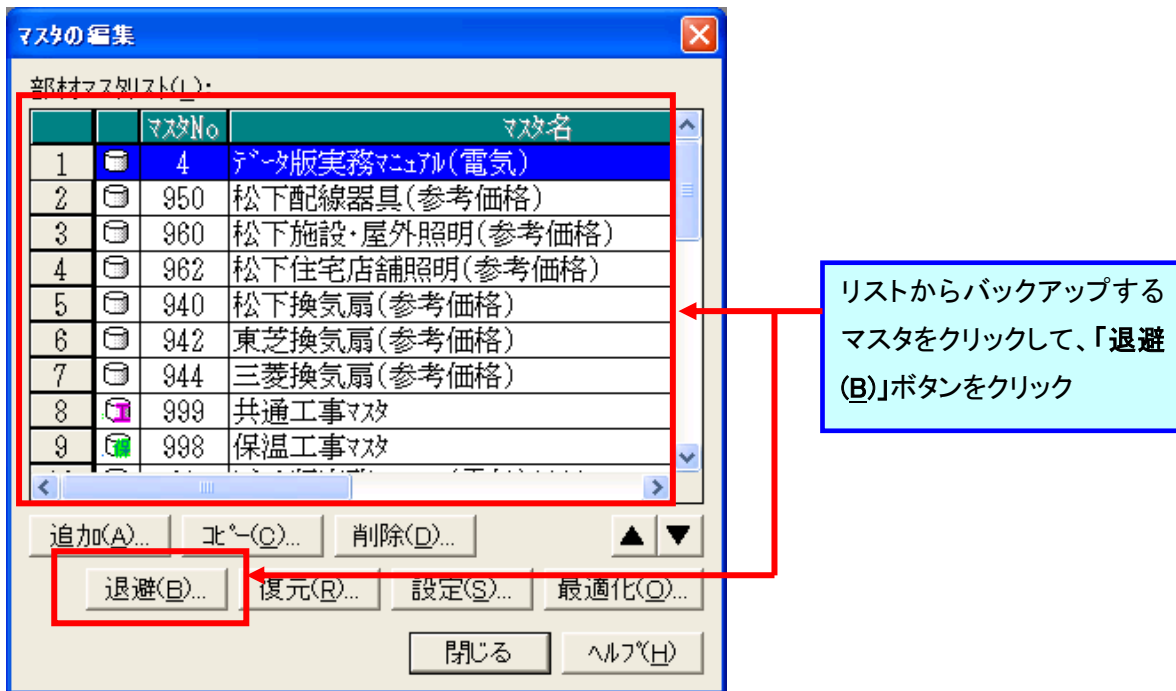 マスタの編集
部材マスタリスト(L):
マスタNo マスタ名
1 4 データ版実務マニュアル(電気)
2 950 松下配線器具(参考価格)
3 960 松下施設・屋外照明(参考価格)
4 962 松下住宅店舗照明(参考価格)
5 940 松下換気扇(参考価格)
6 942 東芝換気扇(参考価格)
7 944 三菱換気扇(参考価格)
8 999 共通工事マスタ
9 998 保温工事マスタ
追加(A)... コピー(C)... 削除(D)... ▲ ▼
退避(B)... 復元(R)... 設定(S)... 最適化(O)...
閉じる ヘルプ(H)
リストからバックアップする
マスタをクリックして、「退避
(B)」ボタンをクリック